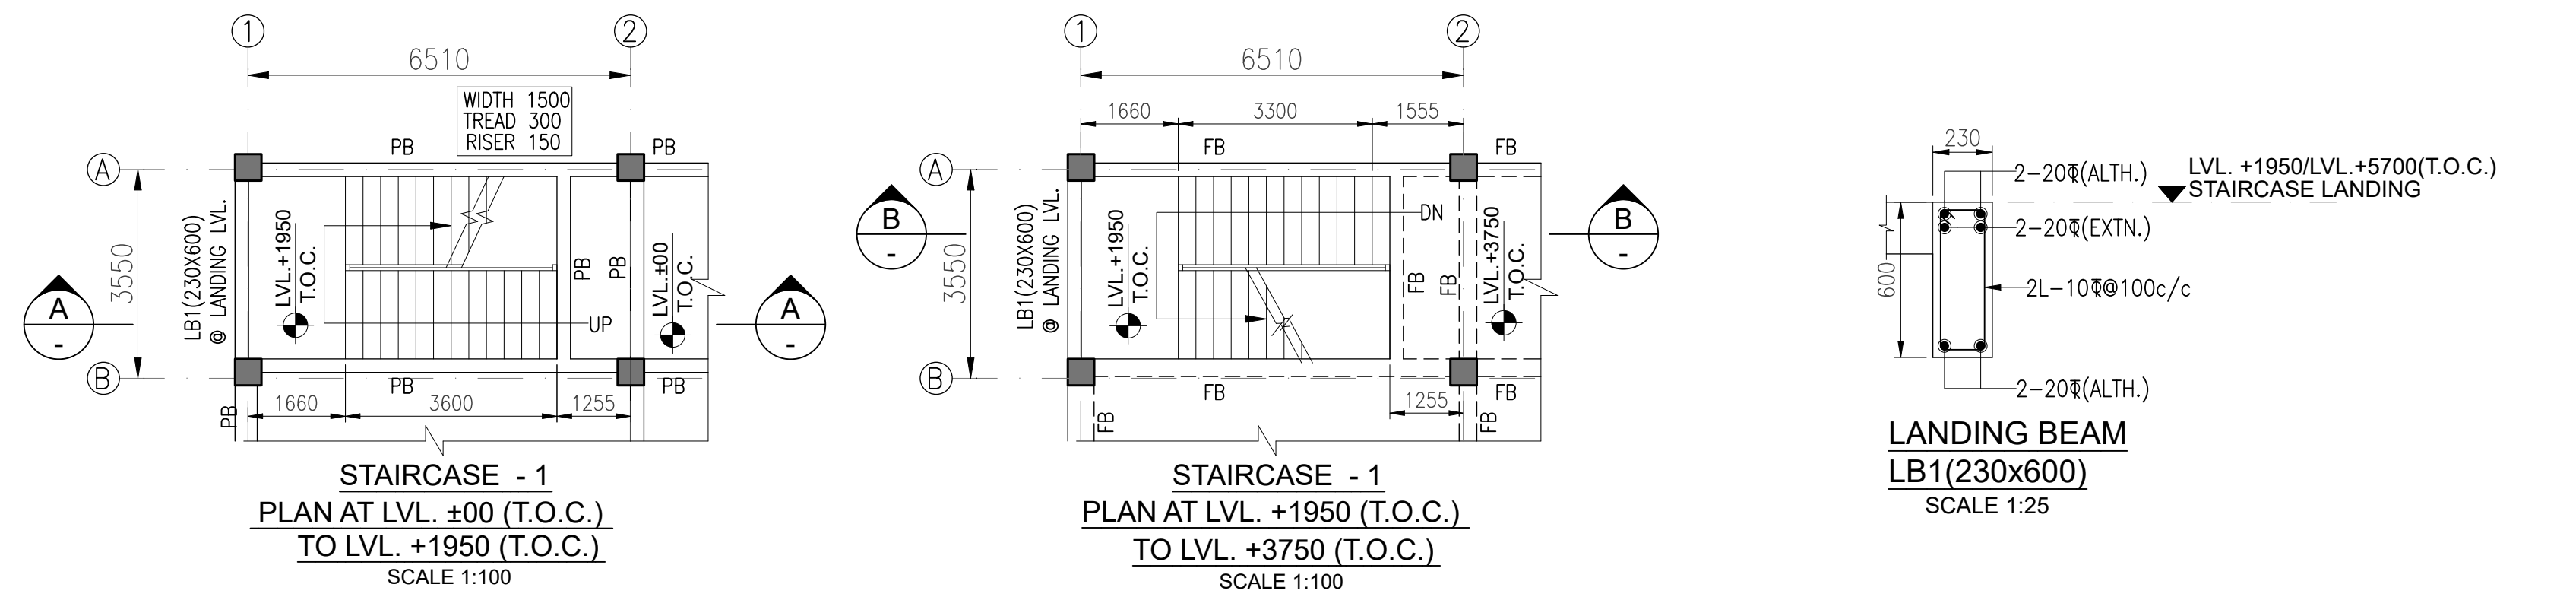 1
2
6510
WIDTH 1500
TREAD 300
RISER 150
PB
PB
A
3550
LB1(230X600)
@ LANDING LVL.
LVL.+1950
T.O.C.
PB
PB
LVL.±00
T.O.C.
UP
A
-
A
-
B
PB
PB
PB
1660
3600
1255
STAIRCASE - 1
PLAN AT LVL. ±00 (T.O.C.)
TO LVL. +1950 (T.O.C.)
SCALE 1:100
1
2
6510
1660
3300
1555
FB
FB
A
B
-
3550
LB1(230X600)
@ LANDING LVL.
LVL.+1950
T.O.C.
DN
FB
FB
LVL.+3750
T.O.C.
B
-
B
FB
FB
FB
FB
1255
STAIRCASE - 1
PLAN AT LVL. +1950 (T.O.C.)
TO LVL. +3750 (T.O.C.)
SCALE 1:100
230
2-20Φ(ALTH.)
LVL. +1950/LVL.+5700(T.O.C.)
STAIRCASE LANDING
2-20Φ(EXTN.)
600
2L-10Φ@100c/c
2-20Φ(ALTH.)
LANDING BEAM
LB1(230x600)
SCALE 1:25